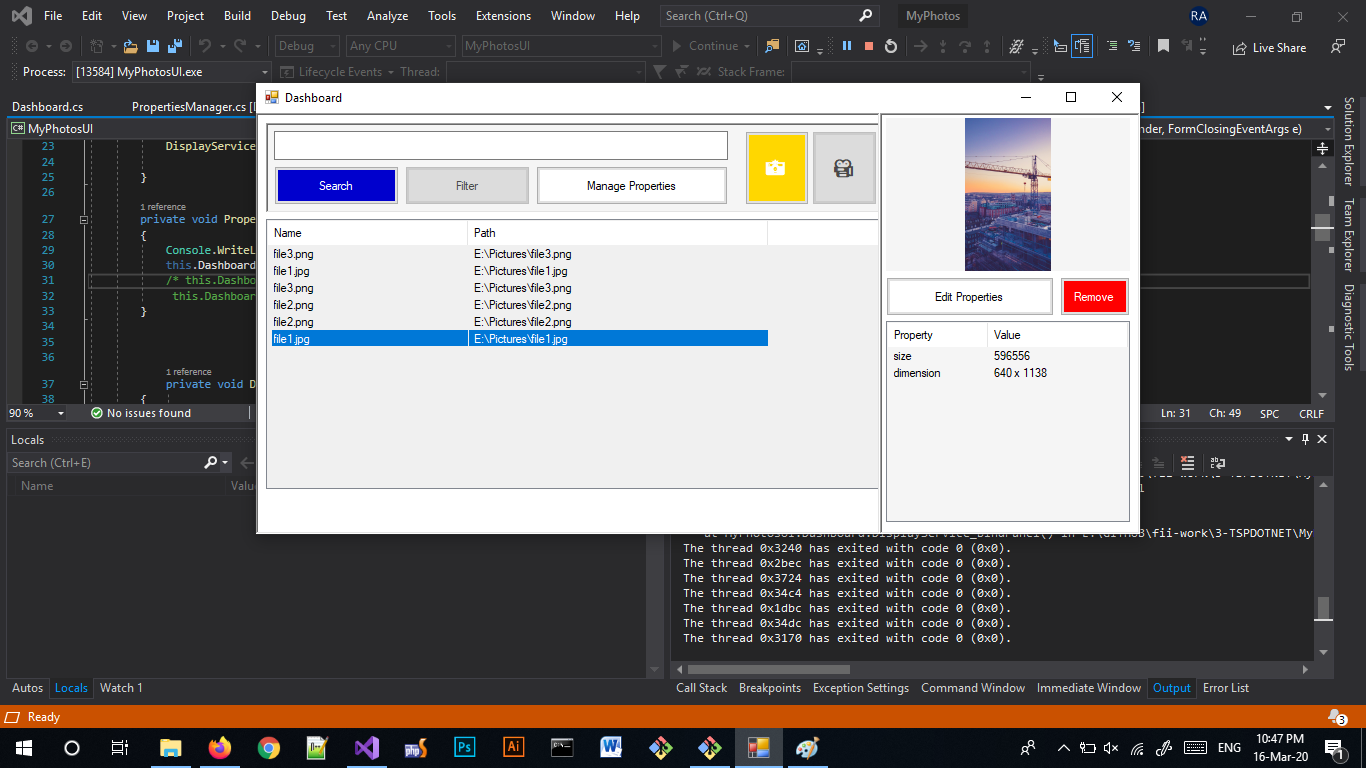 File Edit View Project Build Debug Test Analyze Tools Extensions Window Help Search (Ctrl+Q) MyPhotos RA
Debug Any CPU MyPhotosUI Continue Live Share
Process: [13584] MyPhotosUI.exe Lifecycle Events Thread: Stack Frame:
Dashboard
Dashboard.cs PropertiesManager.cs [
MyPhotosUI nder, FormClosingEventArgs e)
Search Filter Manage Properties
Name Path
file3.png E:\Pictures\file3.png
file1.jpg E:\Pictures\file1.jpg
file3.png E:\Pictures\file3.png
file2.png E:\Pictures\file2.png
file2.png E:\Pictures\file2.png
file1.jpg E:\Pictures\file1.jpg
Edit Properties Remove
Property Value
size 596556
dimension 640 x 1138
23 DisplayService
24
25 }
26
1 reference
27 private void Prope
28 {
29 Console.WriteL
30 this.Dashboard
31 /* this.Dashbo
32 this.Dashboar
33 }
34
35
36
1 reference
37 private void D
38 {
90 % No issues found Ln: 31 Ch: 49 SPC CRLF
Solution Explorer
Team Explorer
Diagnostic Tools
Locals
Search (Ctrl+E)
Name Valu
The thread 0x3240 has exited with code 0 (0x0).
The thread 0x2bec has exited with code 0 (0x0).
The thread 0x3724 has exited with code 0 (0x0).
The thread 0x34c4 has exited with code 0 (0x0).
The thread 0x1dbc has exited with code 0 (0x0).
The thread 0x34dc has exited with code 0 (0x0).
The thread 0x3170 has exited with code 0 (0x0).
Autos Locals Watch 1 Call Stack Breakpoints Exception Settings Command Window Immediate Window Output Error List
Ready 3
php Ps Ai W ENG 10:47 PM
16-Mar-20 1